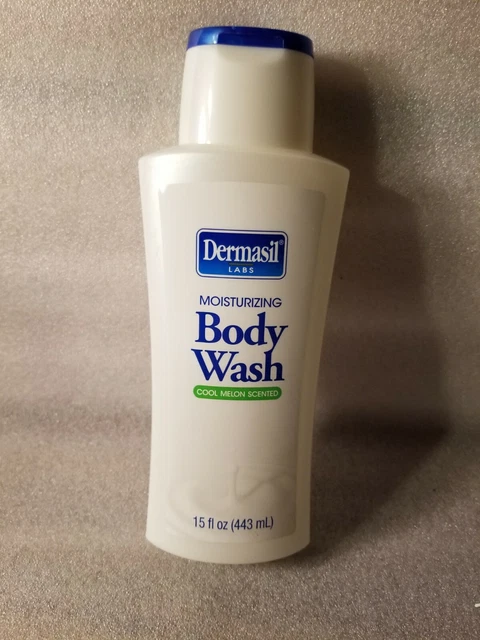 Dermasil®
LABS
MOISTURIZING
Body
Wash
COOL MELON SCENTED
15 fl oz (443 mL)